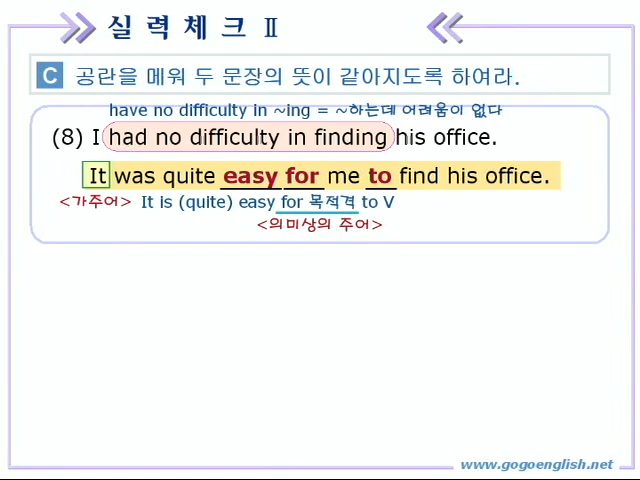 실 력 체 크 Ⅱ
C 공란을 메워 두 문장의 뜻이 같아지도록 하여라.
have no difficulty in ~ing = ~하는데 어려움이 없다
(8) I had no difficulty in finding his office.
It was quite easy for me to find his office.
<가주어> It is (quite) easy for 목적격 to V
<의미상의 주어>
www.gogoenglish.net